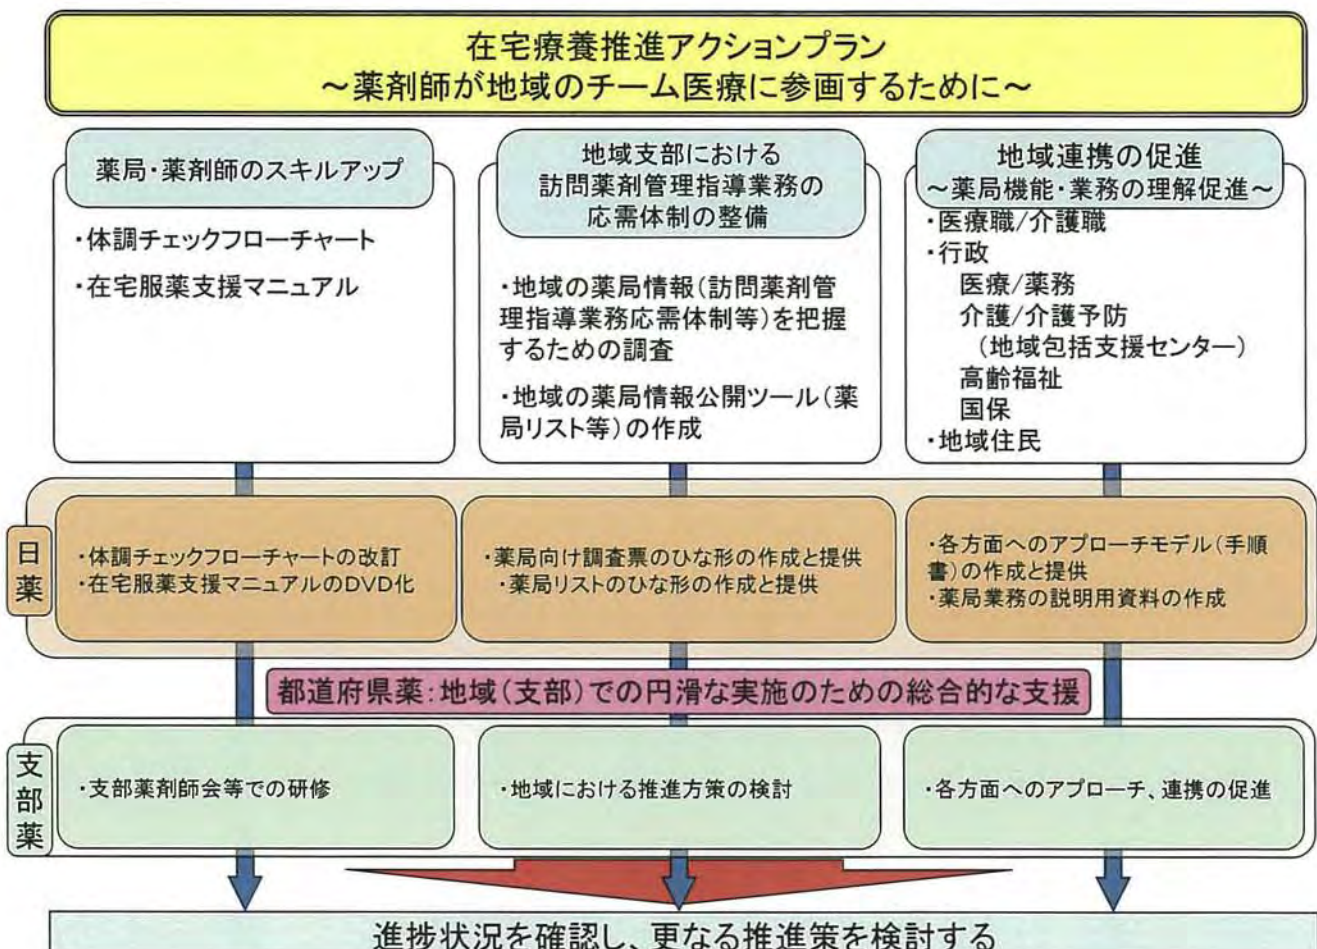 在宅療養推進アクションプラン
～薬剤師が地域のチーム医療に参画するために～
薬局・薬剤師のスキルアップ
・体調チェックフローチャート
・在宅服薬支援マニュアル
地域支部における
訪問薬剤管理指導業務の
応需体制の整備
・地域の薬局情報（訪問薬剤管
理指導業務応需体制等）を把握
するための調査
・地域の薬局情報公開ツール（薬
局リスト等）の作成
地域連携の促進
～薬局機能・業務の理解促進～
・医療職/介護職
・行政
医療/薬務
介護/介護予防
（地域包括支援センター）
高齢福祉
国保
・地域住民
日薬
・体調チェックフローチャートの改訂
・在宅服薬支援マニュアルのDVD化
・薬局向け調査票のひな形の作成と提供
・薬局リストのひな形の作成と提供
・各方面へのアプローチモデル（手順
書）の作成と提供
・薬局業務の説明用資料の作成
都道府県薬：地域（支部）での円滑な実施のための総合的な支援
支部薬
・支部薬剤師会等での研修
・地域における推進方策の検討
・各方面へのアプローチ、連携の促進
進捗状況を確認し、更なる推進策を検討する